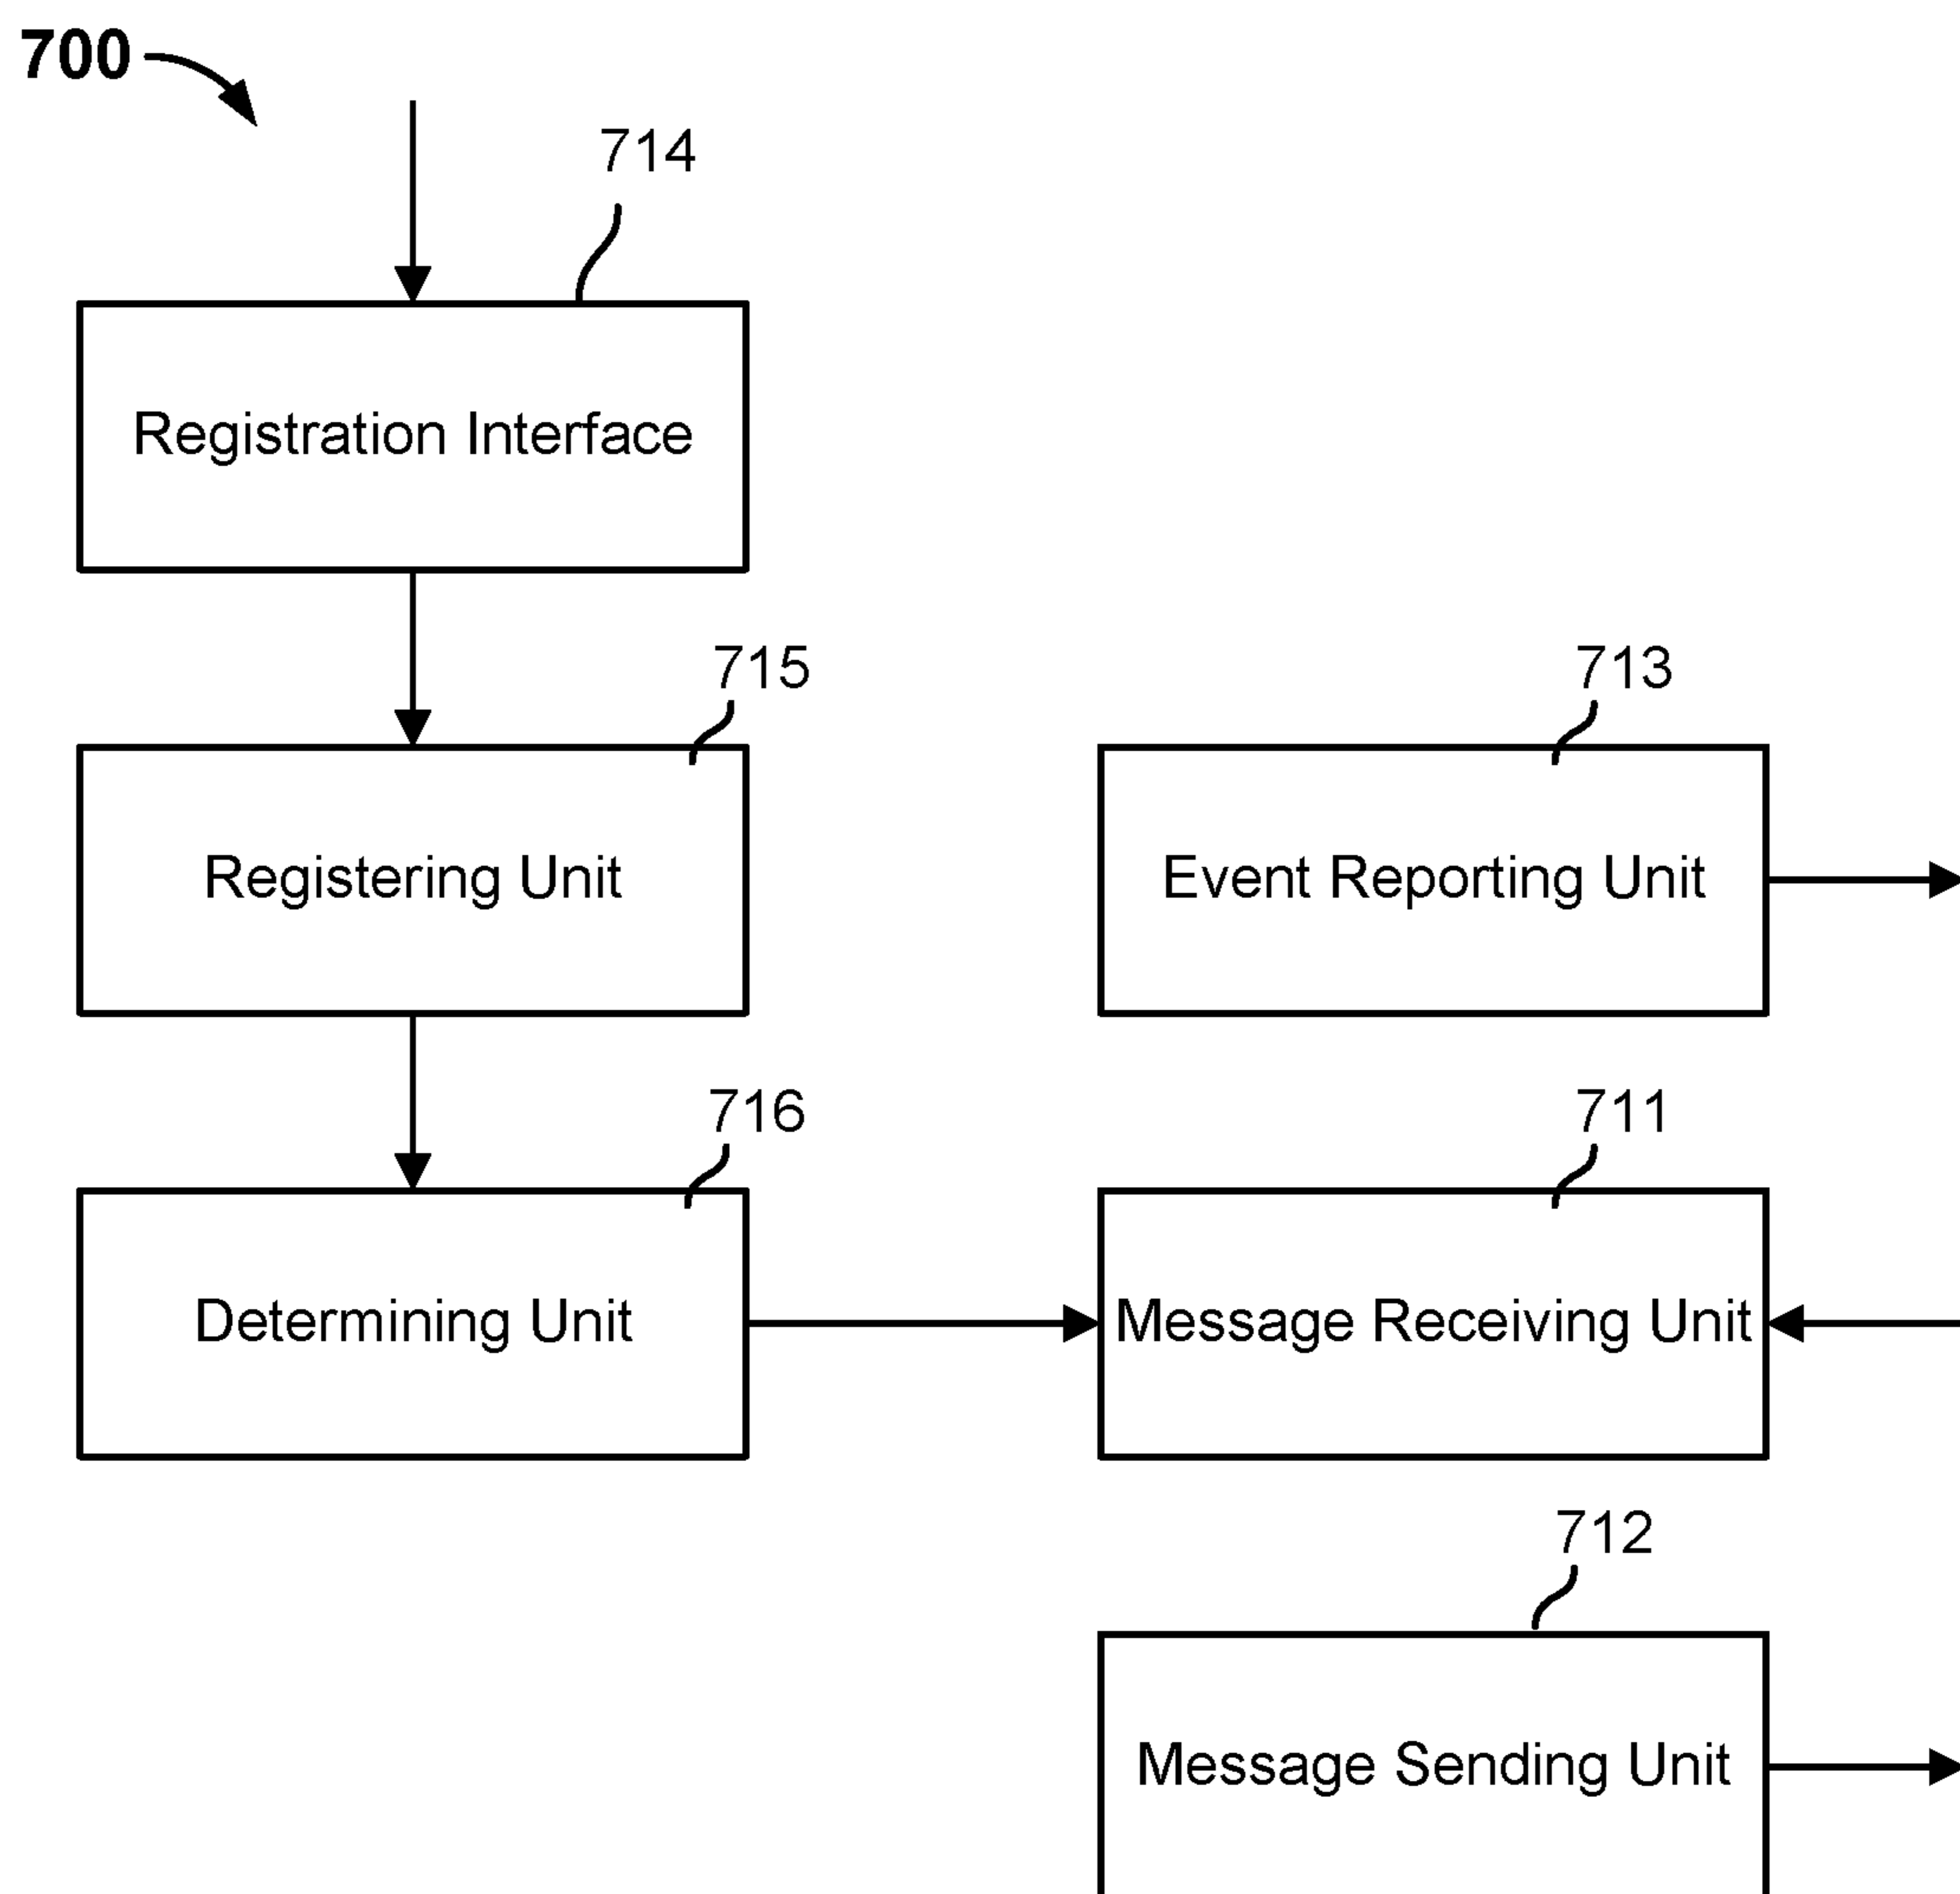 700
714
Registration Interface
715
713
Registering Unit
Event Reporting Unit
716
711
Determining Unit
Message Receiving Unit
712
Message Sending Unit